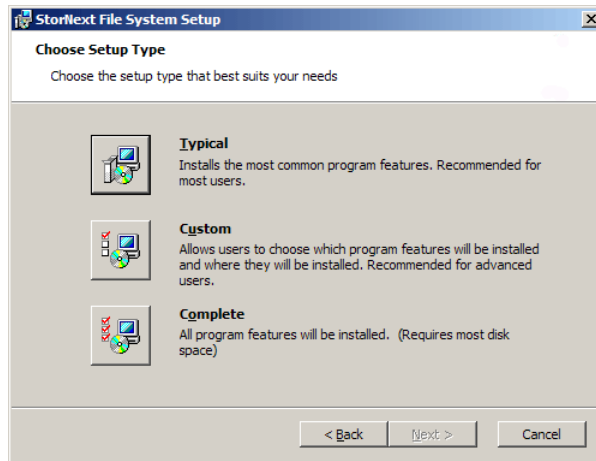 StorNext File System Setup
Choose Setup Type
Choose the setup type that best suits your needs
Typical
Installs the most common program features. Recommended for
most users.
Custom
Allows users to choose which program features will be installed
and where they will be installed. Recommended for advanced
users.
Complete
All program features will be installed. (Requires most disk
space)
< Back
Next >
Cancel